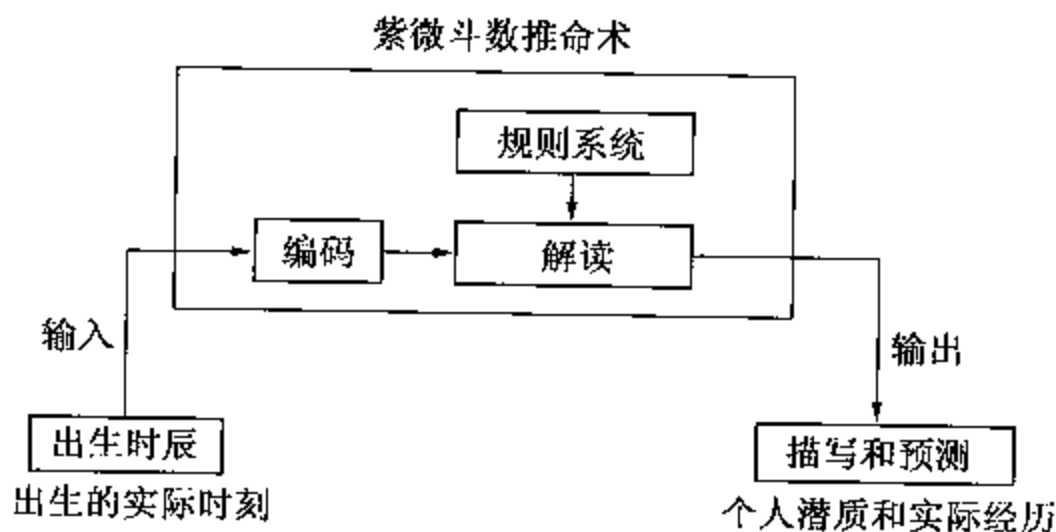 紫微斗数推命术
规则系统
编码
解读
输入
输出
出生时辰
描写和预测
出生的实际时刻
个人潜质和实际经历